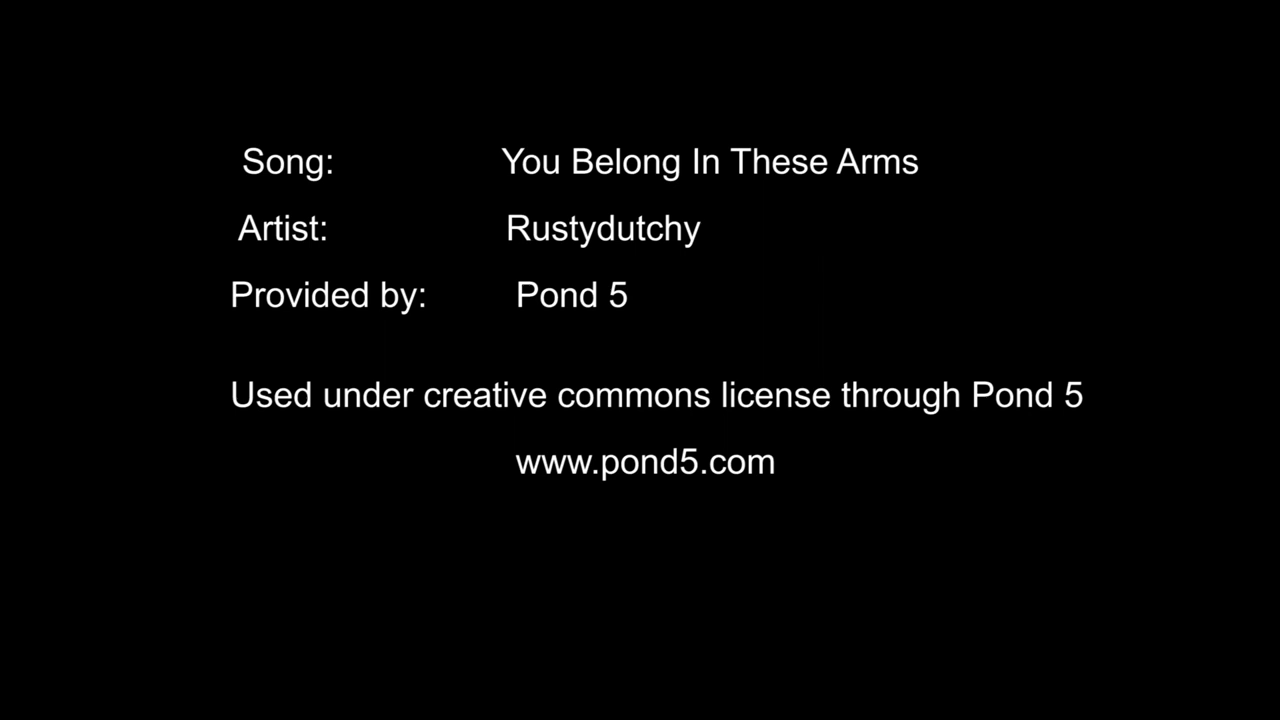 Song: You Belong In These Arms
Artist: Rustydutchy
Provided by: Pond 5
Used under creative commons license through Pond 5
www.pond5.com